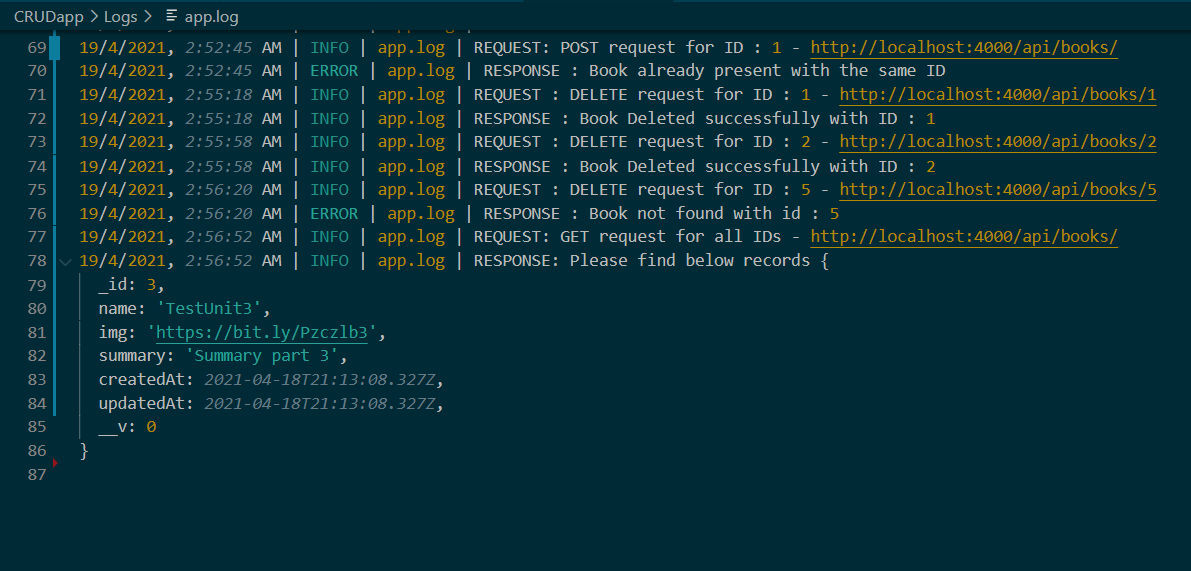 CRUDapp > Logs > app.log
69 19/4/2021, 2:52:45 AM | INFO | app.log | REQUEST: POST request for ID : 1 - http://localhost:4000/api/books/
70 19/4/2021, 2:52:45 AM | ERROR | app.log | RESPONSE : Book already present with the same ID
71 19/4/2021, 2:55:18 AM | INFO | app.log | REQUEST : DELETE request for ID : 1 - http://localhost:4000/api/books/1
72 19/4/2021, 2:55:18 AM | INFO | app.log | RESPONSE : Book Deleted successfully with ID : 1
73 19/4/2021, 2:55:58 AM | INFO | app.log | REQUEST : DELETE request for ID : 2 - http://localhost:4000/api/books/2
74 19/4/2021, 2:55:58 AM | INFO | app.log | RESPONSE : Book Deleted successfully with ID : 2
75 19/4/2021, 2:56:20 AM | INFO | app.log | REQUEST : DELETE request for ID : 5 - http://localhost:4000/api/books/5
76 19/4/2021, 2:56:20 AM | ERROR | app.log | RESPONSE : Book not found with id : 5
77 19/4/2021, 2:56:52 AM | INFO | app.log | REQUEST: GET request for all IDs - http://localhost:4000/api/books/
78 19/4/2021, 2:56:52 AM | INFO | app.log | RESPONSE: Please find below records {
79 _id: 3,
80 name: 'TestUnit3',
81 img: 'https://bit.ly/Pzczlb3',
82 summary: 'Summary part 3',
83 createdAt: 2021-04-18T21:13:08.327Z,
84 updatedAt: 2021-04-18T21:13:08.327Z,
85 __v: 0
86 }
87